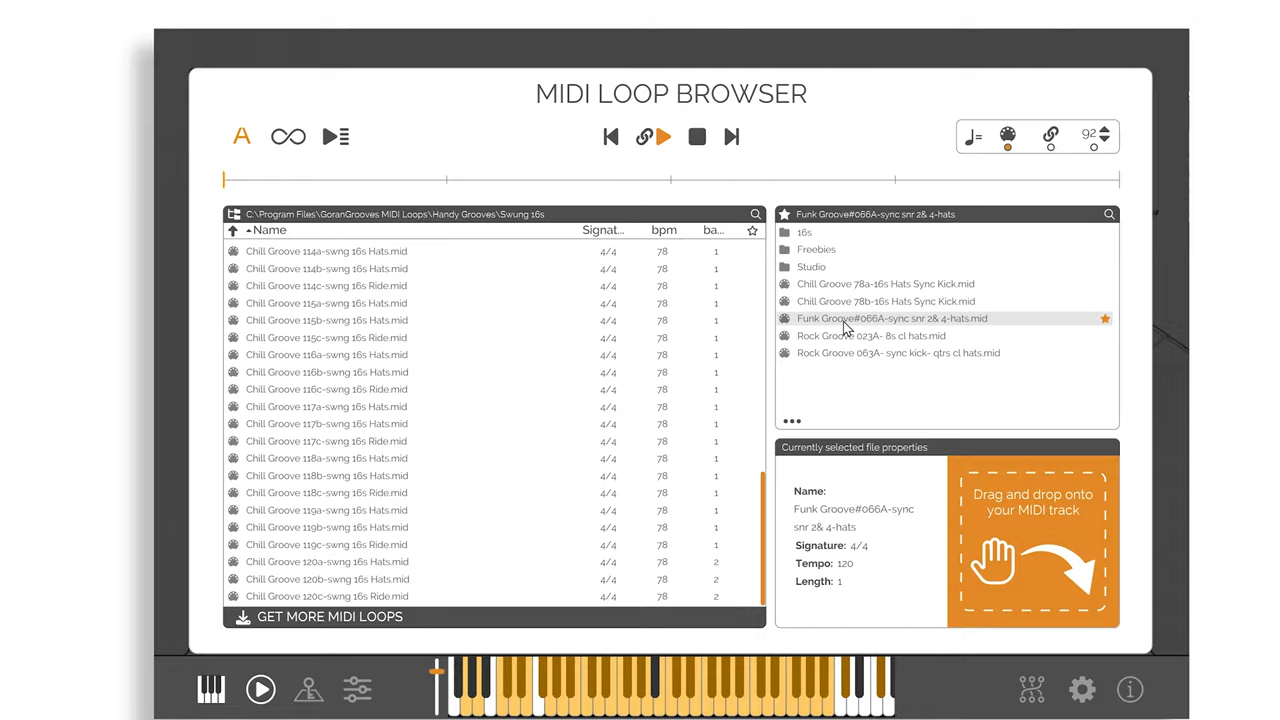 MIDI LOOP BROWSER
A
92
C:\Program Files\GoranGrooves MIDI Loops\Handy Grooves\Swung 16s
Name Signat... bpm ba...
Chill Groove 114a-swng 16s Hats.mid 4/4 78 1
Chill Groove 114b-swng 16s Hats.mid 4/4 78 1
Chill Groove 114c-swng 16s Ride.mid 4/4 78 1
Chill Groove 115a-swng 16s Hats.mid 4/4 78 1
Chill Groove 115b-swng 16s Hats.mid 4/4 78 1
Chill Groove 115c-swng 16s Ride.mid 4/4 78 1
Chill Groove 116a-swng 16s Hats.mid 4/4 78 1
Chill Groove 116b-swng 16s Hats.mid 4/4 78 1
Chill Groove 116c-swng 16s Ride.mid 4/4 78 1
Chill Groove 117a-swng 16s Hats.mid 4/4 78 1
Chill Groove 117b-swng 16s Hats.mid 4/4 78 1
Chill Groove 117c-swng 16s Ride.mid 4/4 78 1
Chill Groove 118a-swng 16s Hats.mid 4/4 78 1
Chill Groove 118b-swng 16s Hats.mid 4/4 78 1
Chill Groove 118c-swng 16s Ride.mid 4/4 78 1
Chill Groove 119a-swng 16s Hats.mid 4/4 78 1
Chill Groove 119b-swng 16s Hats.mid 4/4 78 1
Chill Groove 119c-swng 16s Ride.mid 4/4 78 1
Chill Groove 120a-swng 16s Hats.mid 4/4 78 2
Chill Groove 120b-swng 16s Hats.mid 4/4 78 2
Chill Groove 120c-swng 16s Ride.mid 4/4 78 2
GET MORE MIDI LOOPS
Funk Groove#066A-sync snr 2& 4-hats
16s
Freebies
Studio
Chill Groove 78a-16s Hats Sync Kick.mid
Chill Groove 78b-16s Hats Sync Kick.mid
Funk Groove#066A-sync snr 2& 4-hats.mid
Rock Groove 023A- 8s cl hats.mid
Rock Groove 063A- sync kick- qtrs cl hats.mid
Currently selected file properties
Name:
Funk Groove#066A-sync
snr 2& 4-hats
Signature: 4/4
Tempo: 120
Length: 1
Drag and drop onto
your MIDI track